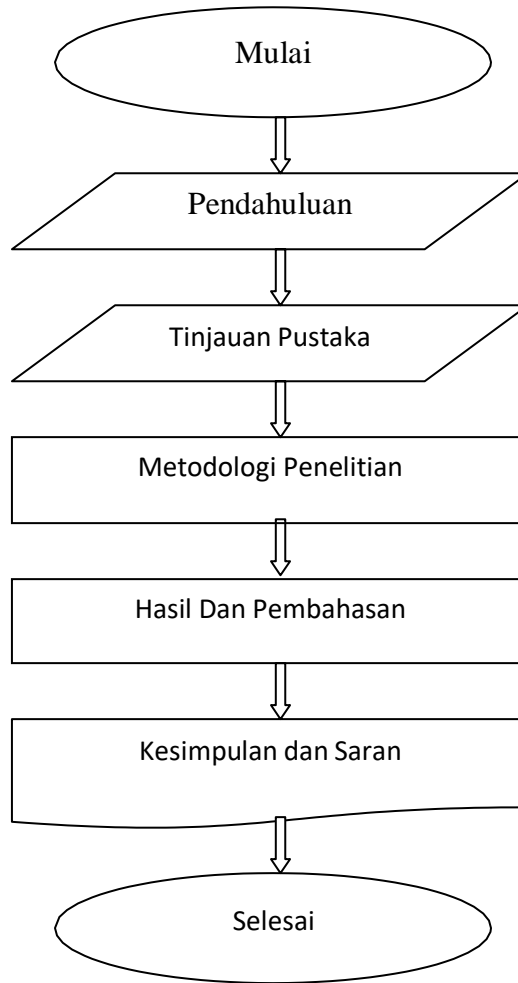 Mulai
Pendahuluan
Tinjauan Pustaka
Metodologi Penelitian
Hasil Dan Pembahasan
Kesimpulan dan Saran
Selesai